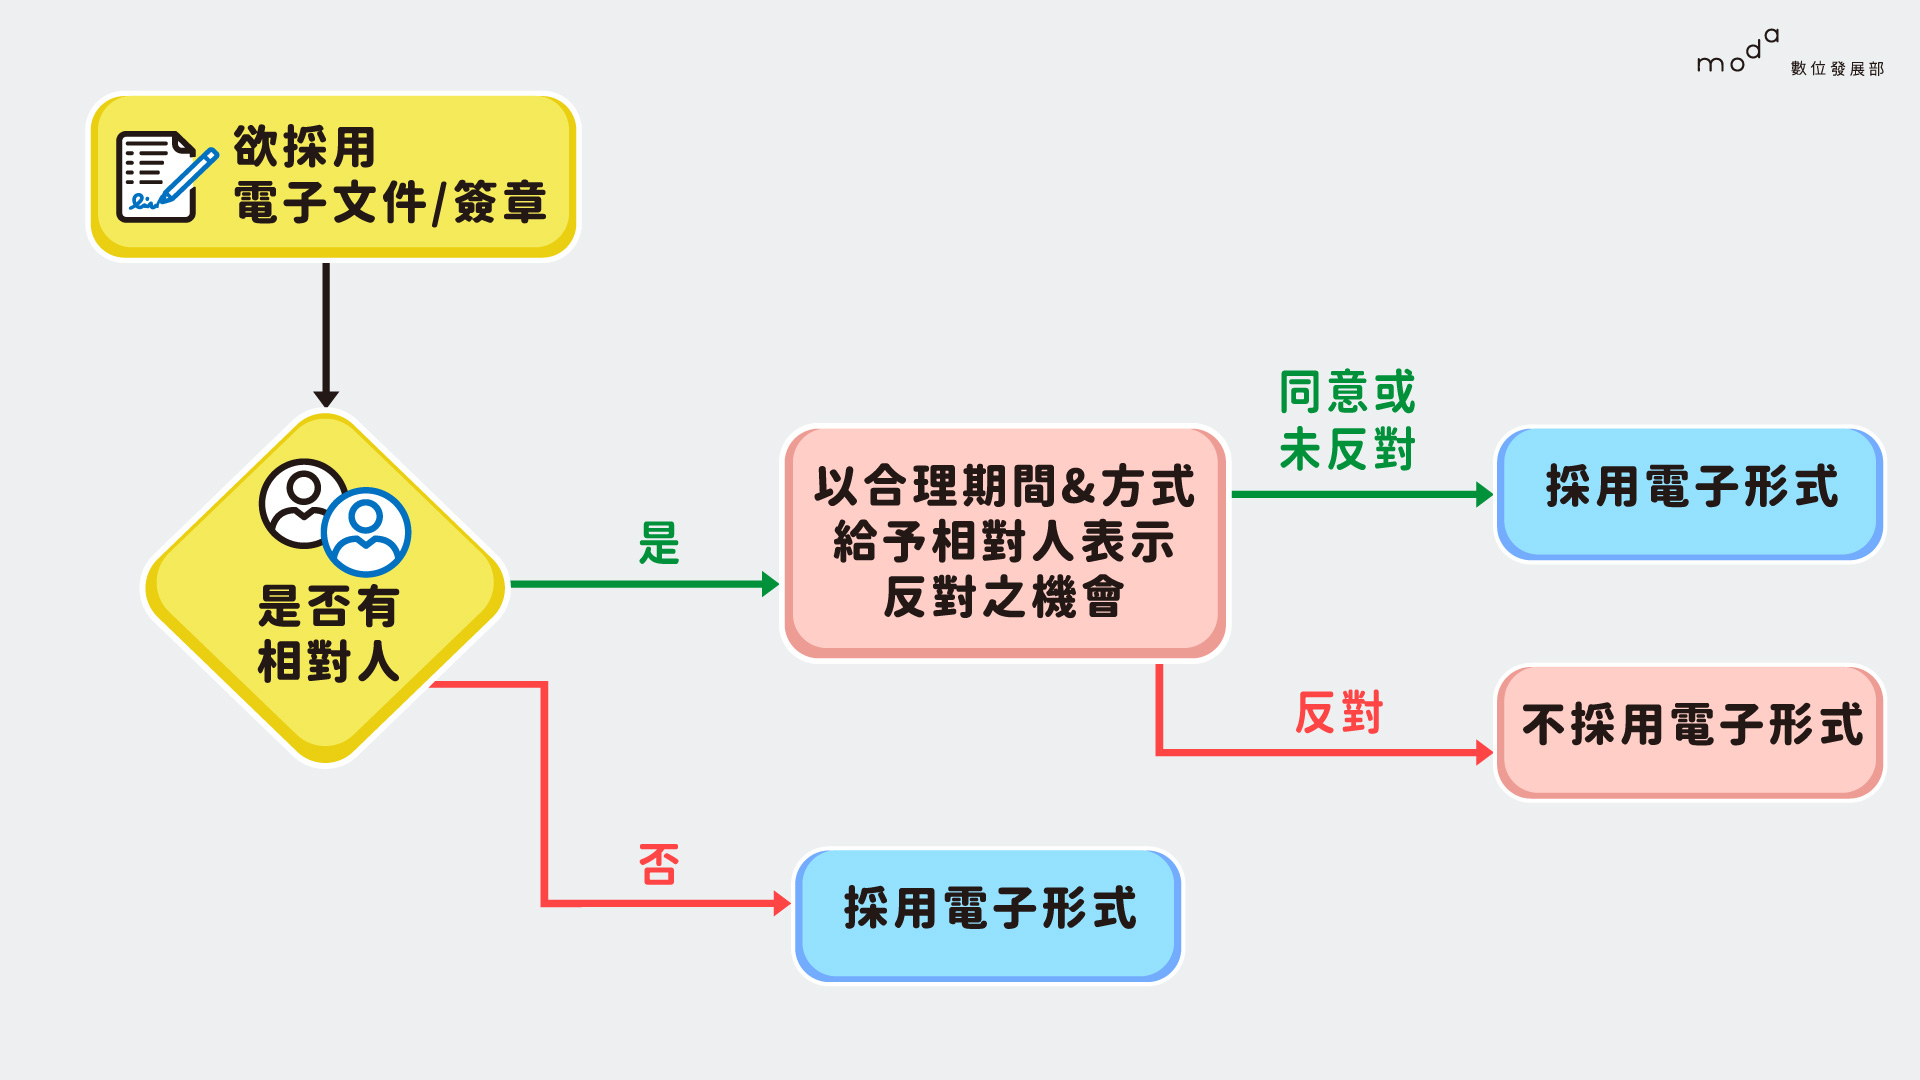 moda 數位發展部
欲採用
電子文件/簽章
是否有
相對人
是
以合理期間&方式
給予相對人表示
反對之機會
同意或
未反對
採用電子形式
反對
不採用電子形式
否
採用電子形式